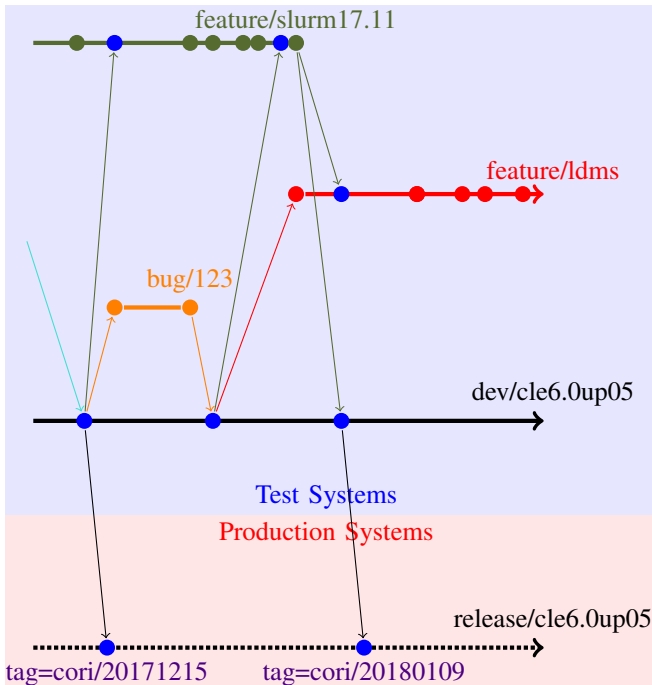 feature/slurm17.11
feature/ldms
bug/123
dev/cle6.0up05
Test Systems
Production Systems
release/cle6.0up05
tag=cori/20171215
tag=cori/20180109